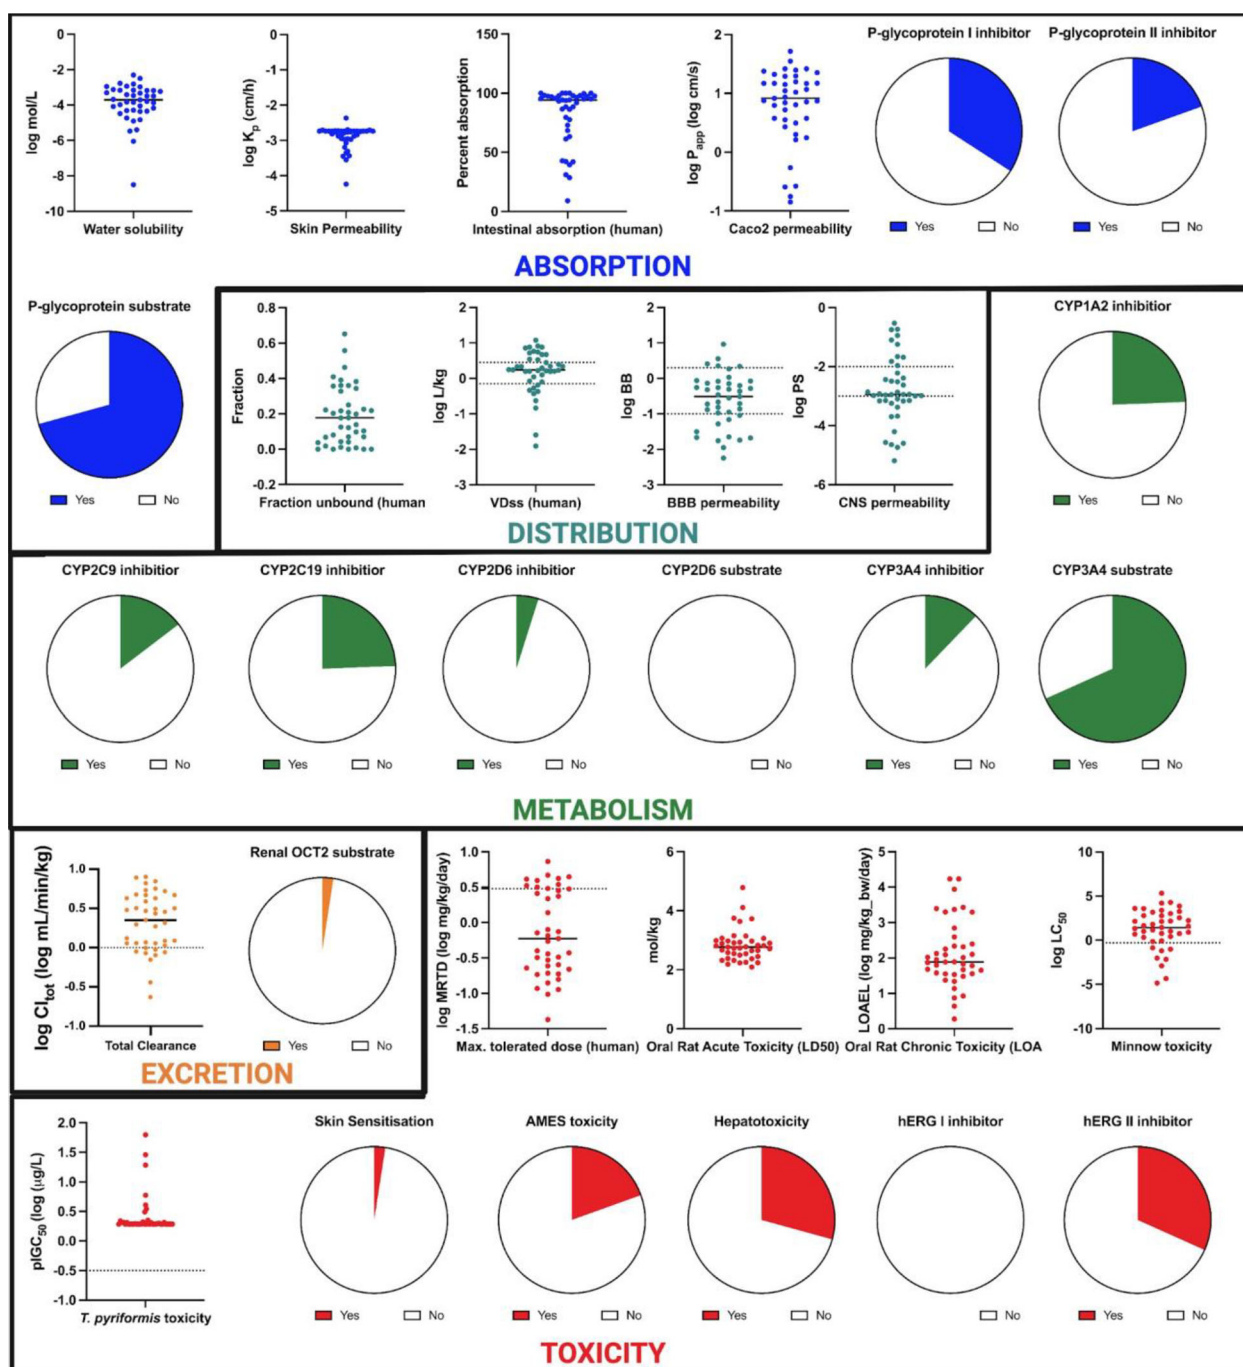 P-glycoprotein I inhibitor
P-glycoprotein II inhibitor
log mol/L
0
-2
-4
-6
-8
-10
Water solubility
log Kp (cm/h)
0
-1
-2
-3
-4
-5
Skin Permeability
Percent absorption
150
100
50
0
Intestinal absorption (human)
log Papp (log cm/s)
2
1
0
-1
Caco2 permeability
Yes
No
Yes
No
ABSORPTION
P-glycoprotein substrate
Yes
No
Fraction
0.8
0.6
0.4
0.2
0.0
-0.2
Fraction unbound (human
log L/kg
2
1
0
-1
-2
-3
VDss (human)
log BB
2
1
0
-1
-2
-3
BBB permeability
log PS
0
-2
-4
-6
CNS permeability
DISTRIBUTION
CYP1A2 inhibitior
Yes
No
CYP2C9 inhibitior
CYP2C19 inhibitior
CYP2D6 inhibitior
CYP2D6 substrate
CYP3A4 inhibitior
CYP3A4 substrate
Yes
No
Yes
No
Yes
No
No
Yes
No
Yes
No
METABOLISM
log Cltot (log mL/min/kg)
1.0
0.5
0.0
-0.5
-1.0
Total Clearance
Renal OCT2 substrate
Yes
No
EXCRETION
log MRTD (log mg/kg/day)
1.0
0.5
0.0
-0.5
-1.0
-1.5
Max. tolerated dose (human)
mol/kg
6
4
2
0
Oral Rat Acute Toxicity (LD50)
LOAEL (log mg/kg_bw/day)
5
4
3
2
1
0
Oral Rat Chronic Toxicity (LOA
log LC50
10
5
0
-5
-10
Minnow toxicity
pIGC50 (log (µg/L)
2.0
1.5
1.0
0.5
0.0
-0.5
-1.0
T. pyriformis toxicity
Skin Sensitisation
AMES toxicity
Hepatotoxicity
hERG I inhibitor
hERG II inhibitor
Yes
No
Yes
No
Yes
No
No
Yes
No
TOXICITY